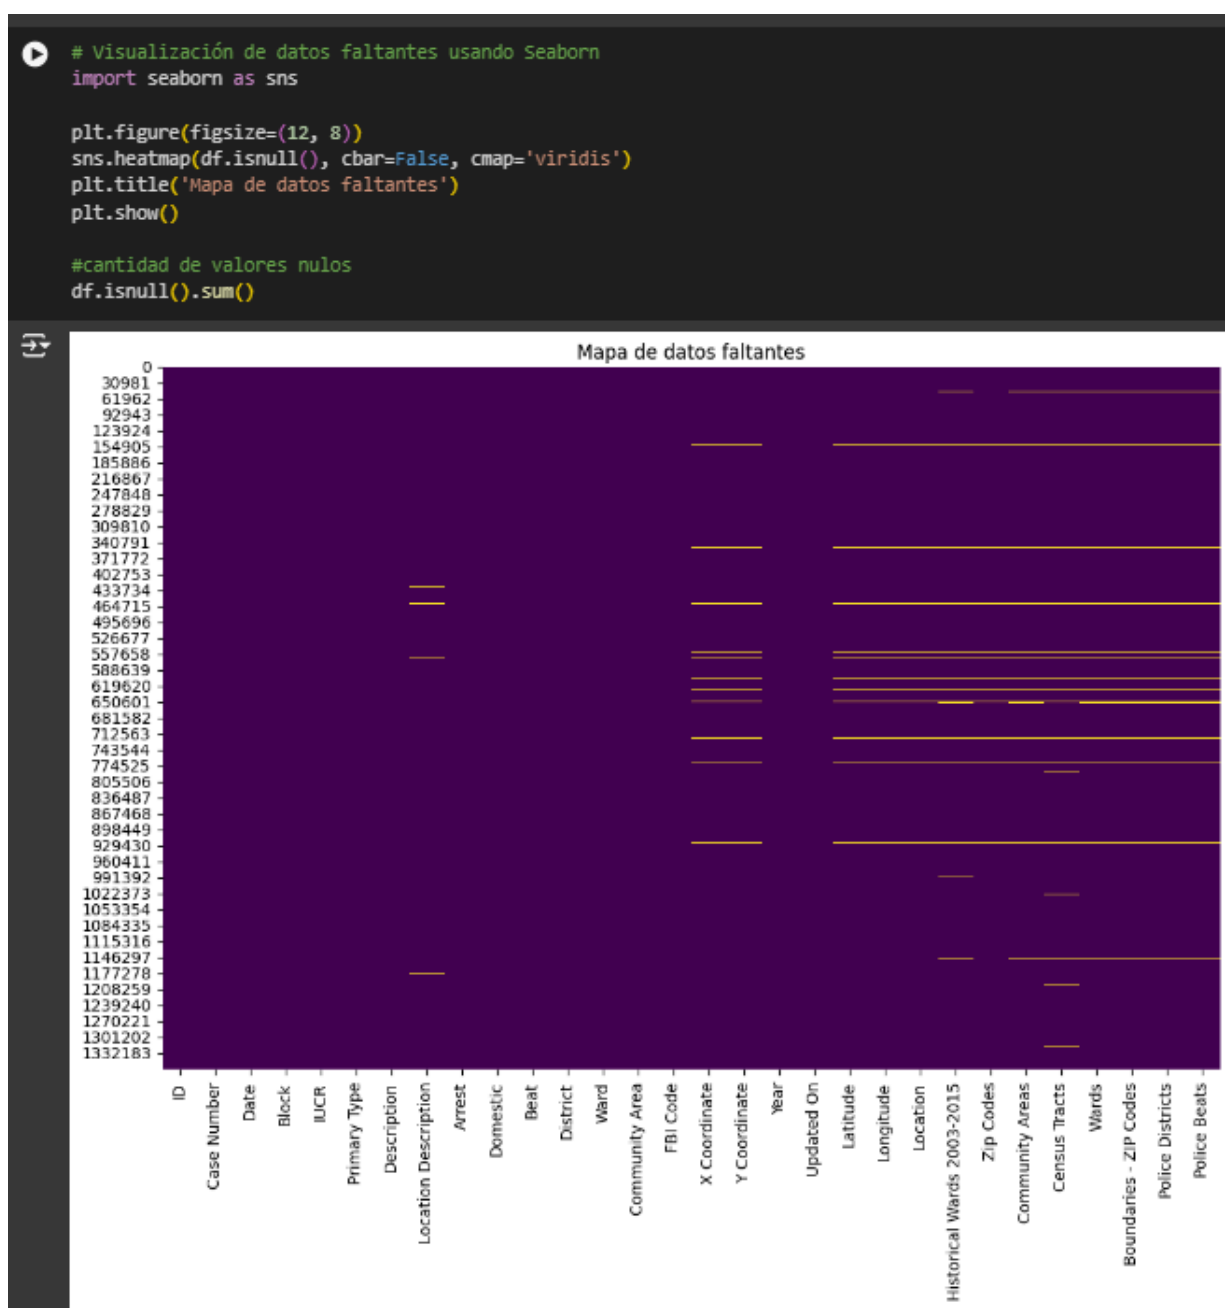 # Visualización de datos faltantes usando Seaborn
import seaborn as sns
plt.figure(figsize=(12, 8))
sns.heatmap(df.isnull(), cbar=False, cmap='viridis')
plt.title('Mapa de datos faltantes')
plt.show()
#cantidad de valores nulos
df.isnull().sum()
Mapa de datos faltantes
0
30981
61962
92943
123924
154905
185886
216867
247848
278829
309810
340791
371772
402753
433734
464715
495696
526677
557658
588639
619620
650601
681582
712563
743544
774525
805506
836487
867468
898449
929430
960411
991392
1022373
1053354
1084335
1115316
1146297
1177278
1208259
1239240
1270221
1301202
1332183
ID
Case Number
Date
Block
IUCR
Primary Type
Description
Location Description
Arrest
Domestic
Beat
District
Ward
Community Area
FBI Code
X Coordinate
Y Coordinate
Year
Updated On
Latitude
Longitude
Location
Historical Wards 2003-2015
Zip Codes
Community Areas
Census Tracts
Wards
Boundaries - ZIP Codes
Police Districts
Police Beats